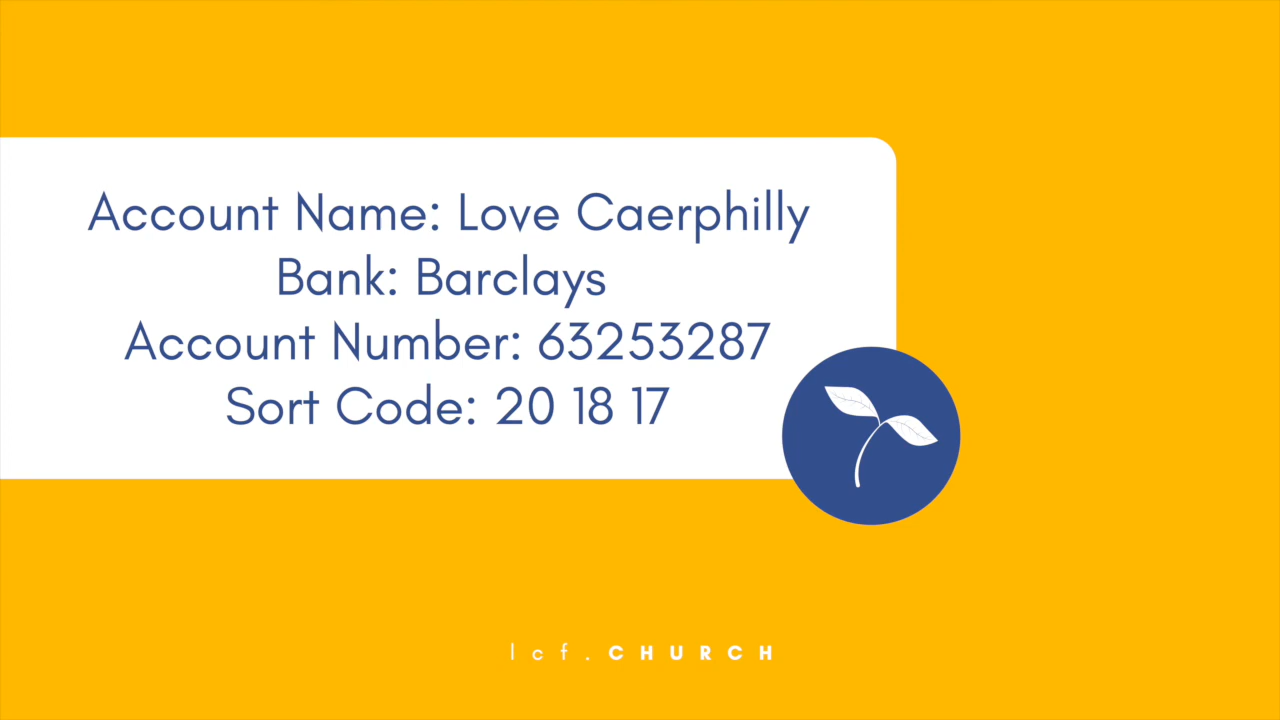 Account Name: Love Caerphilly
Bank: Barclays
Account Number: 63253287
Sort Code: 20 18 17
lcf.CHURCH